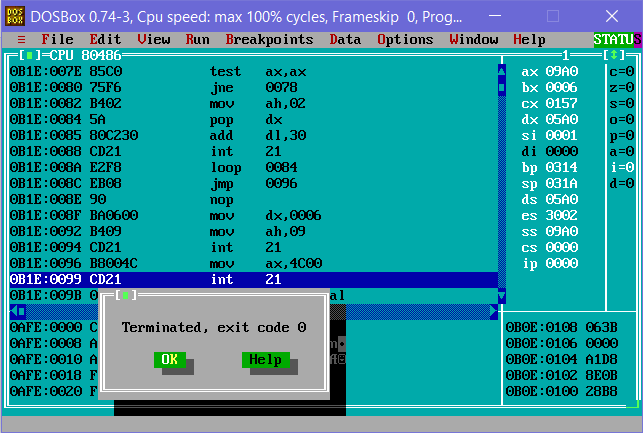 DOS BOX DOSBox 0.74-3, Cpu speed: max 100% cycles, Frameskip 0, Prog...
≡ File Edit View Run Breakpoints Data Options Window Help STATUS
CPU 80486 1
0B1E:007E 85C0 test ax,ax ax 09A0 c=0
0B1E:0080 75F6 jne 0078 bx 0006 z=0
0B1E:0082 B402 mov ah,02 cx 0157 s=0
0B1E:0084 5A pop dx dx 05A0 o=0
0B1E:0085 80C230 add dl,30 si 0001 p=0
0B1E:0088 CD21 int 21 di 0000 a=0
0B1E:008A E2F8 loop 0084 bp 0314 i=0
0B1E:008C EB08 jmp 0096 sp 031A d=0
0B1E:008E 90 nop ds 05A0
0B1E:008F BA0600 mov dx,0006 es 3002
0B1E:0092 B409 mov ah,09 ss 09A0
0B1E:0094 CD21 int 21 cs 0000
0B1E:0096 B8004C mov ax,4C00 ip 0000
0B1E:0099 CD21 int 21
0B1E:009B 0 al
Terminated, exit code 0
OK Help
0AFE:0000 C 0B0E:0108 063B
0AFE:0008 A 0B0E:0106 0000
0AFE:0010 A 0B0E:0104 A1D8
0AFE:0018 F 0B0E:0102 8E0B
0AFE:0020 F 0B0E:0100 28B8